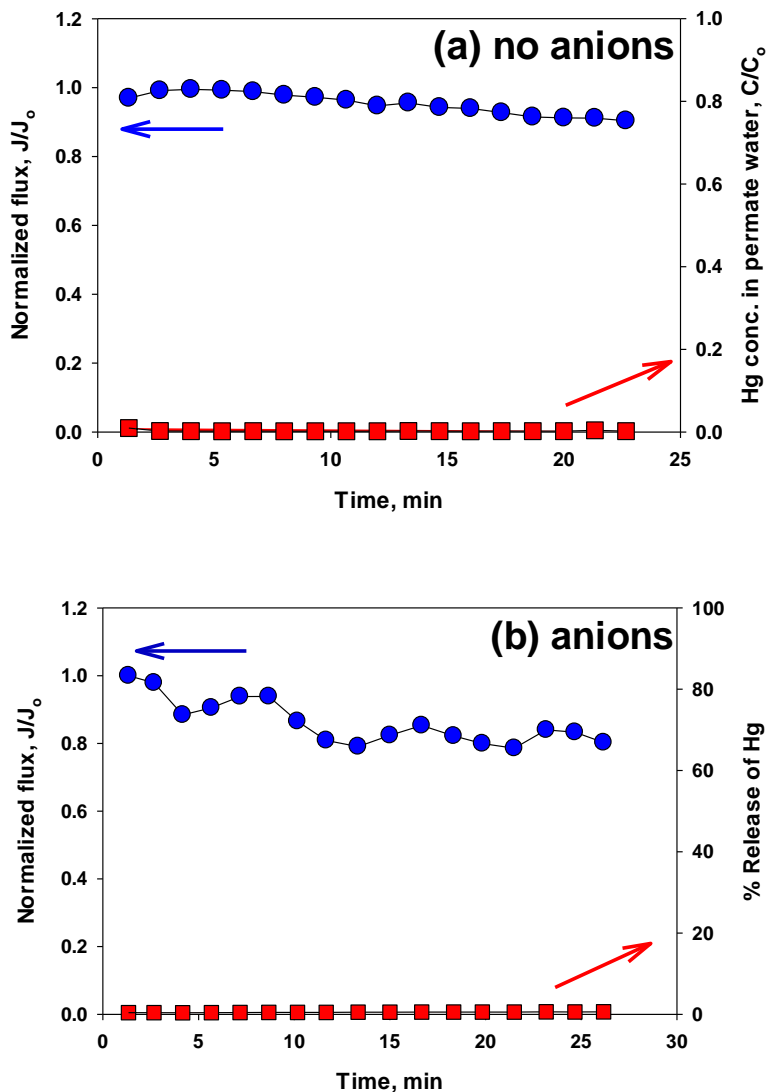 (a) no anions
Normalized flux, J/Jo
1.2
1.0
0.8
0.6
0.4
0.2
0.0
Hg conc. in permate water, C/Co
1.0
0.8
0.6
0.4
0.2
0.0
0 5 10 15 20 25
Time, min
(b) anions
Normalized flux, J/Jo
1.2
1.0
0.8
0.6
0.4
0.2
0.0
% Release of Hg
100
80
60
40
20
0
0 5 10 15 20 25 30
Time, min